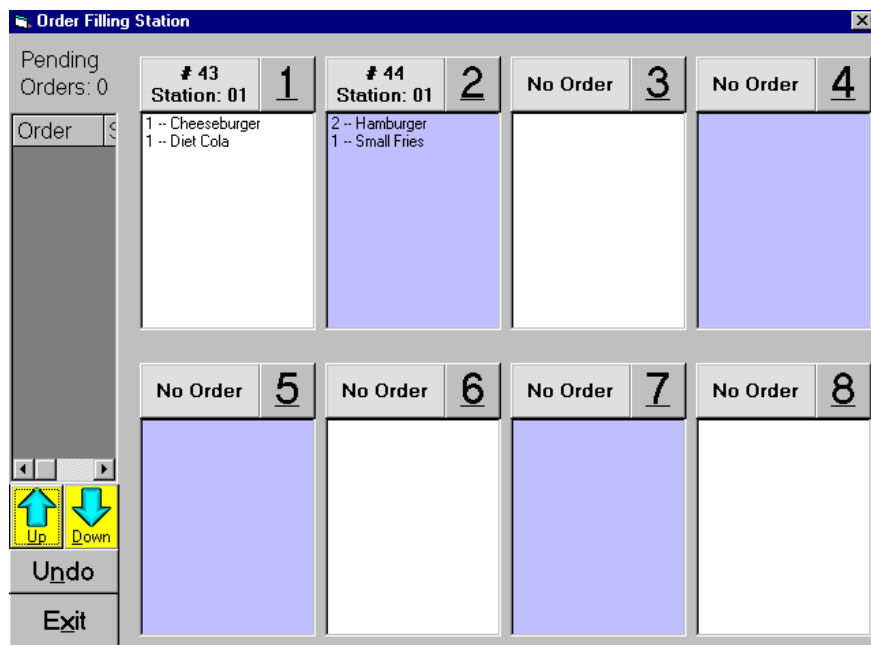 Order Filling Station
Pending
Orders: 0
Order S
Up Down
Undo
Exit
# 43
Station: 01
1
1 -- Cheeseburger
1 -- Diet Cola
# 44
Station: 01
2
2 -- Hamburger
1 -- Small Fries
No Order 3
No Order 4
No Order 5
No Order 6
No Order 7
No Order 8